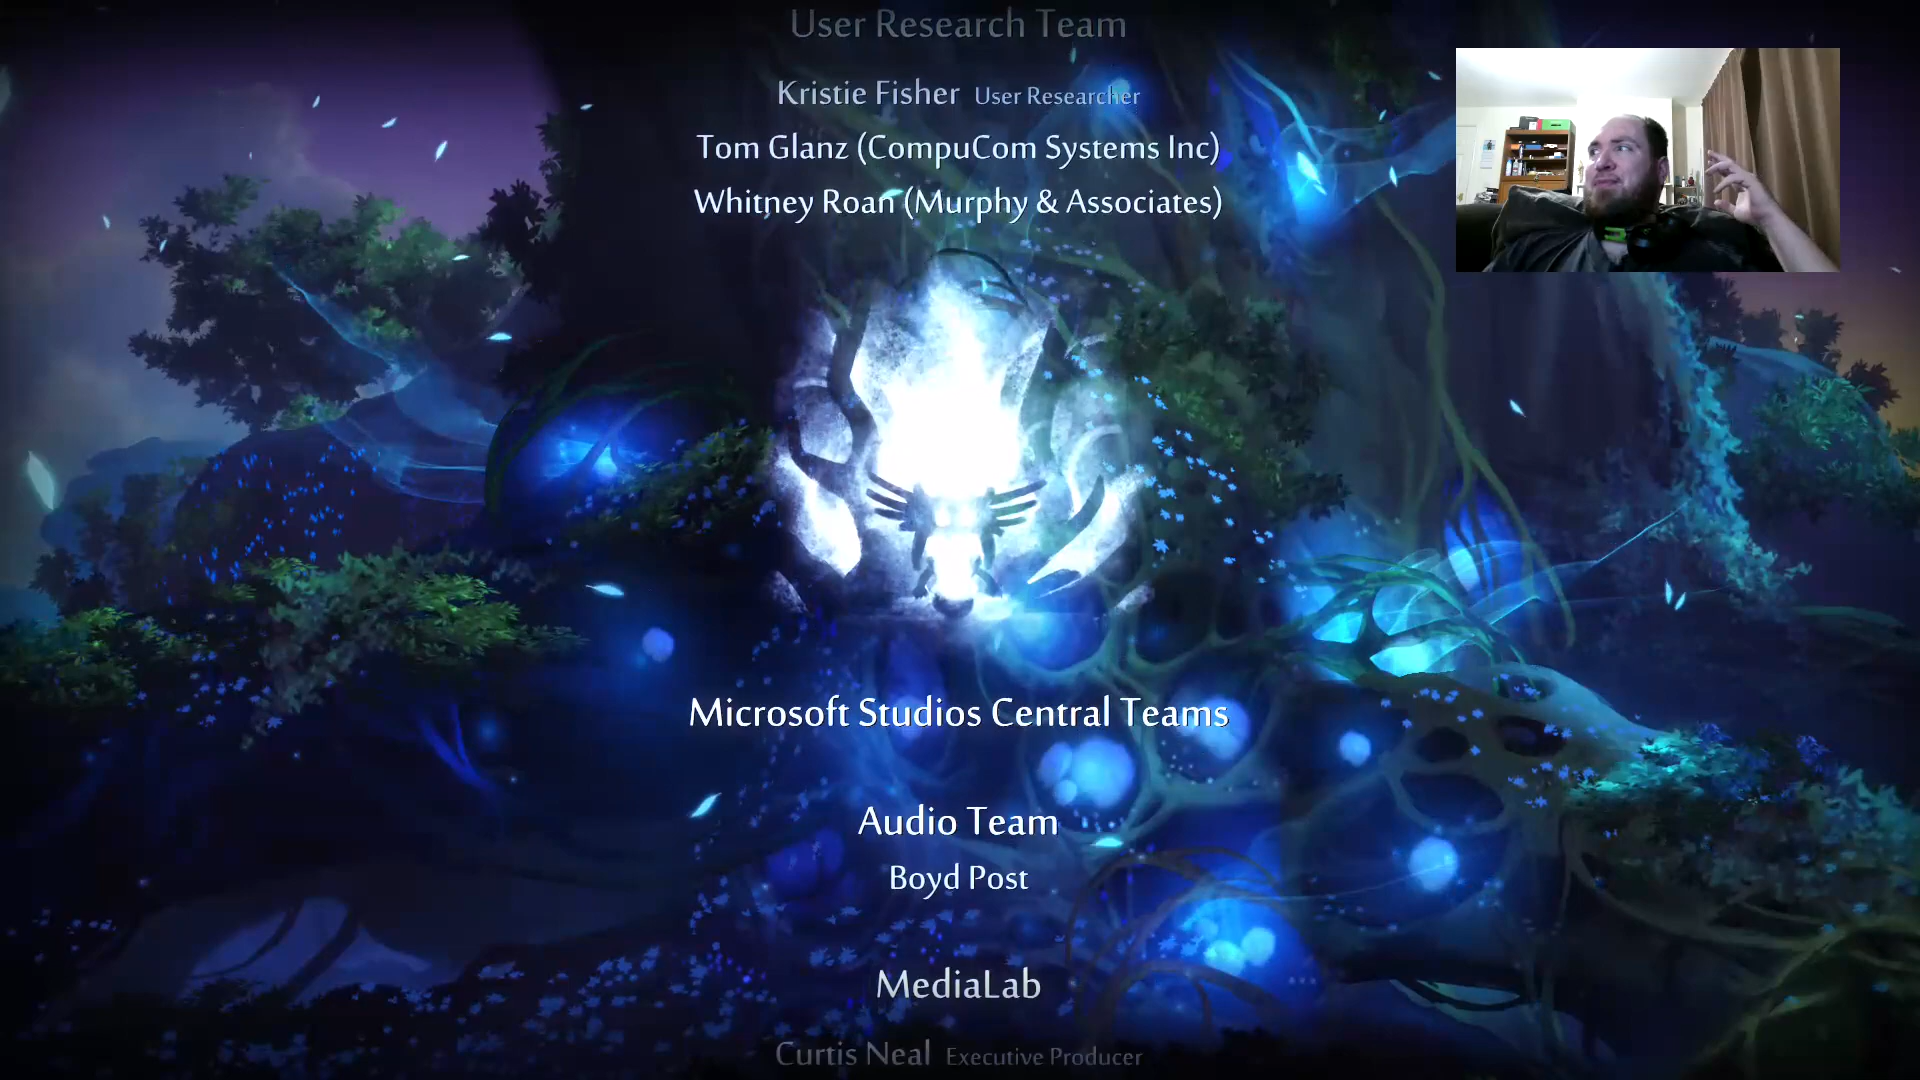 User Research Team
Kristie Fisher User Researcher
Tom Glanz (CompuCom Systems Inc)
Whitney Roan (Murphy & Associates)
Microsoft Studios Central Teams
Audio Team
Boyd Post
MediaLab
Curtis Neal Executive Producer